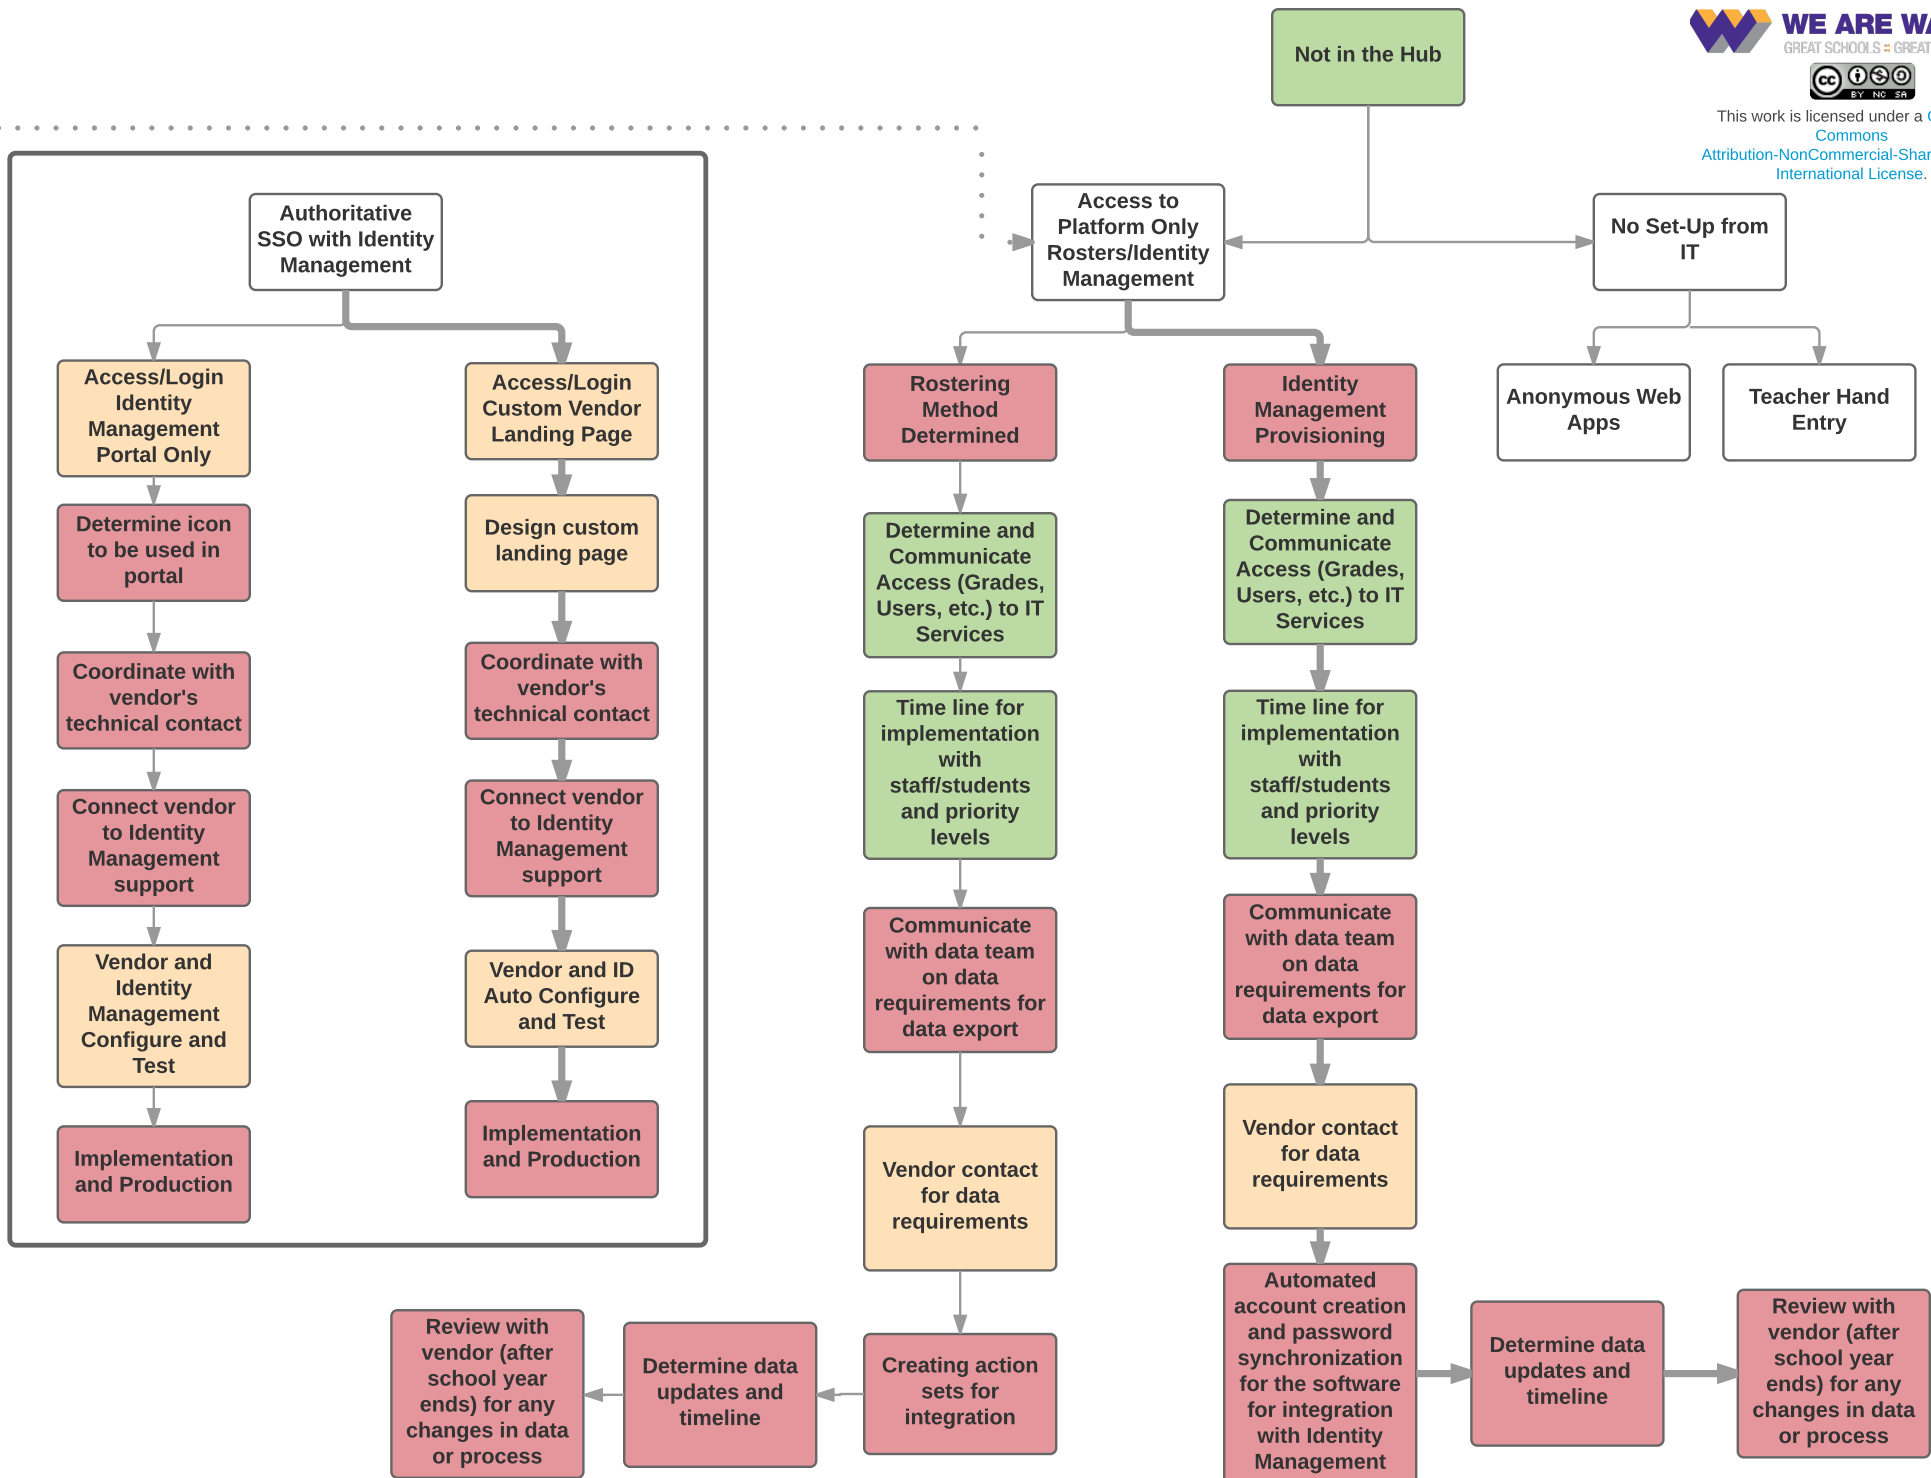 Not in the Hub
WE ARE
GREAT SCHOOLS = GREAT
cc
BY NC SA
This work is licensed under a
Commons
Attribution-NonCommercial-
International License.
Authoritative
SSO with Identity
Management
Access to
Platform Only
Rosters/Identity
Management
No Set-Up from
IT
Access/Login
Identity
Management
Portal Only
Access/Login
Custom Vendor
Landing Page
Rostering
Method
Determined
Identity
Management
Provisioning
Anonymous Web
Apps
Teacher Hand
Entry
Determine icon
to be used in
portal
Design custom
landing page
Determine and
Communicate
Access (Grades,
Users, etc.) to IT
Services
Determine and
Communicate
Access (Grades,
Users, etc.) to IT
Services
Coordinate with
vendor's
technical contact
Coordinate with
vendor's
technical contact
Time line for
implementation
with
staff/students
and priority
levels
Time line for
implementation
with
staff/students
and priority
levels
Connect vendor
to Identity
Management
support
Connect vendor
to Identity
Management
support
Communicate
with data team
on data
requirements for
data export
Communicate
with data team
on data
requirements for
data export
Vendor and
Identity
Management
Configure and
Test
Vendor and ID
Auto Configure
and Test
Vendor contact
for data
requirements
Vendor contact
for data
requirements
Implementation
and Production
Implementation
and Production
Review with
vendor (after
school year
ends) for any
changes in data
or process
Determine data
updates and
timeline
Creating action
sets for
integration
Automated
account creation
and password
synchronization
for the software
for integration
with Identity
Management
Determine data
updates and
timeline
Review with
vendor (after
school year
ends) for any
changes in data
or process